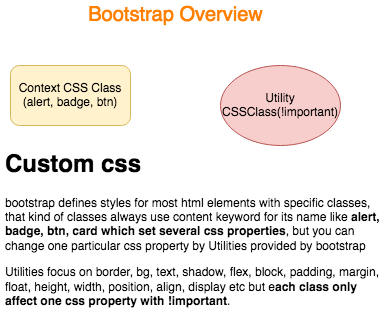 Bootstrap Overview
Context CSS Class
(alert, badge, btn)
Utility
CSSClass(!important)
Custom css
bootstrap defines styles for most html elements with specific classes,
that kind of classes always use content keyword for its name like alert,
badge, btn, card which set several css properties, but you can
change one particular css property by Utilities provided by bootstrap
Utilities focus on border, bg, text, shadow, flex, block, padding, margin,
float, height, width, position, align, display etc but each class only
affect one css property with !important.